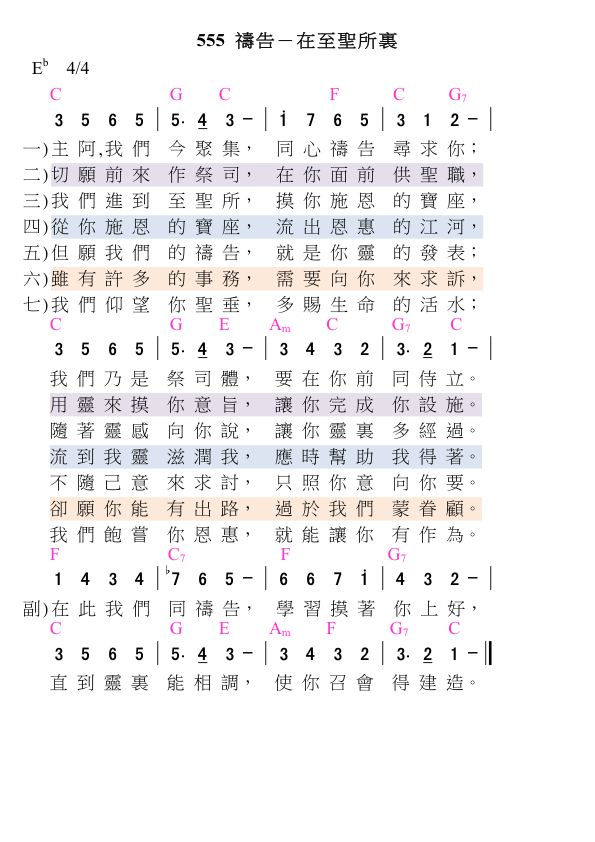 555 禱告－在至聖所裏
E♭ 4/4
C G C F C G7
3 5 6 5 | 5. 4 3 － | i 7 6 5 | 3 1 2 － |
一)主阿,我們 今聚集， 同心禱告 尋求你；
二)切願前來 作祭司， 在你面前 供聖職，
三)我們進到 至聖所， 摸你施恩 的寶座，
四)從你施恩 的寶座， 流出恩惠 的江河，
五)但願我們 的禱告， 就是你靈 的發表；
六)雖有許多 的事務， 需要向你 來求訴，
七)我們仰望 你聖垂， 多賜生命 的活水；
C G E Am C G7 C
3 5 6 5 | 5. 4 3 － | 3 4 3 2 | 3. 2 1 － |
我們乃是 祭司體， 要在你前 同侍立。
用靈來摸 你意旨， 讓你完成 你設施。
隨著靈感 向你說， 讓你靈裏 多經過。
流到我靈 滋潤我， 應時幫助 我得著。
不隨己意 來求討， 只照你意 向你要。
卻願你能 有出路， 過於我們 蒙眷顧。
我們飽嘗 你恩惠， 就能讓你 有作為。
F C7 F G7
1 4 3 4 | ♭7 6 5 － | 6 6 7 i | 4 3 2 － |
副)在此我們 同禱告， 學習摸著 你上好，
C G E Am F G7 C
3 5 6 5 | 5. 4 3 － | 3 4 3 2 | 3. 2 1 － ‖
直到靈裏 能相調， 使你召會 得建造。